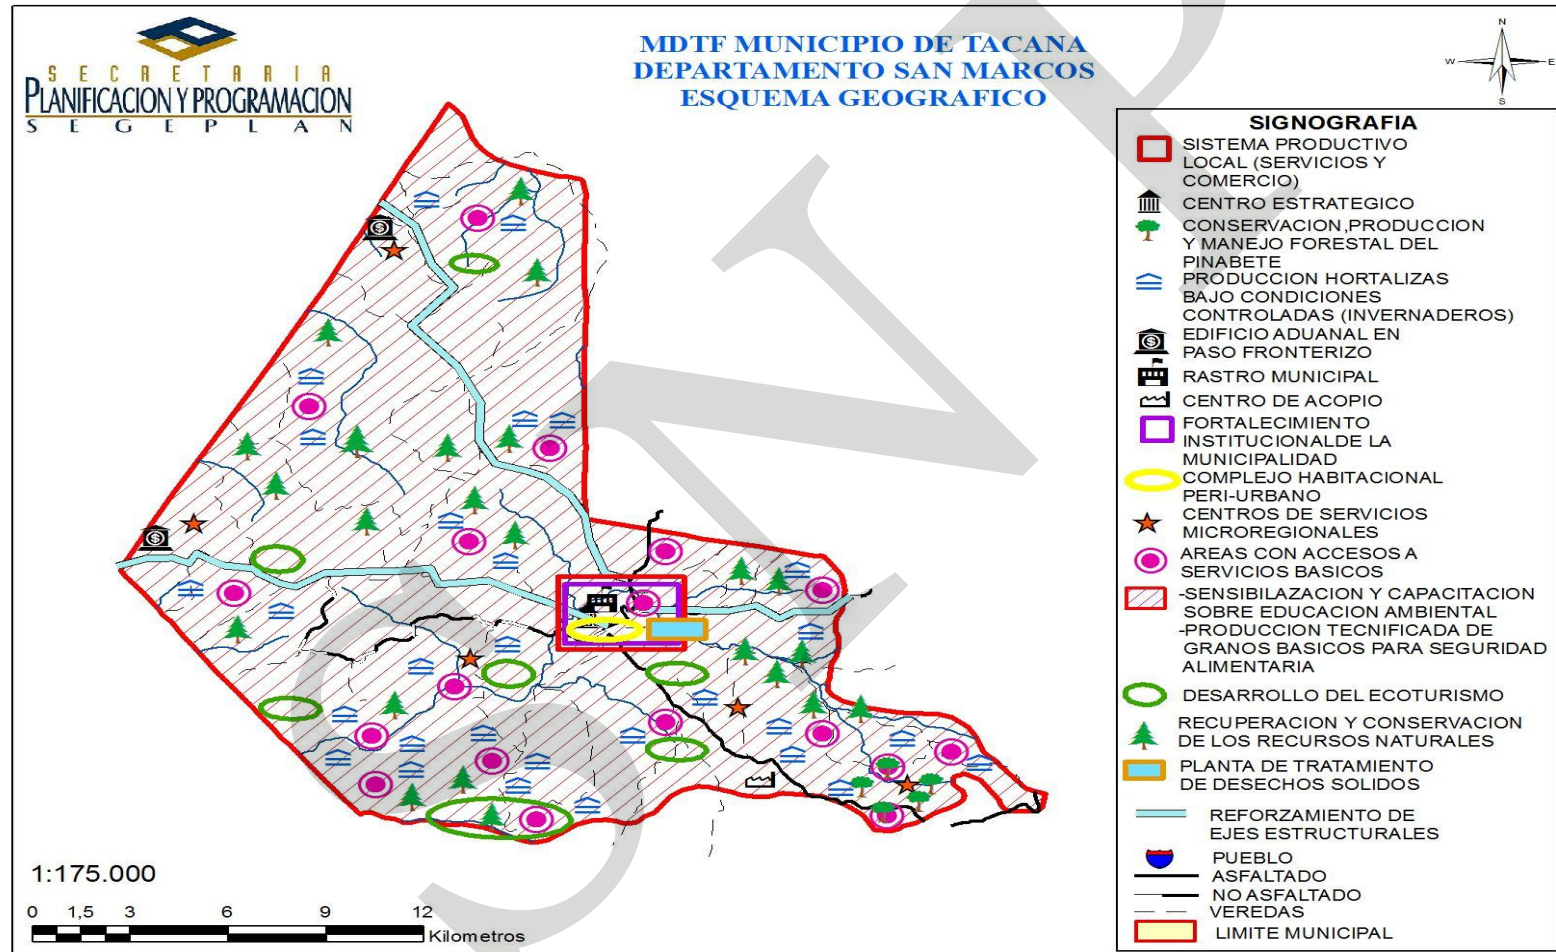 SECRETARIA
PLANIFICACION Y PROGRAMACION
SEGEPLAN
MDTF MUNICIPIO DE TACANA
DEPARTAMENTO SAN MARCOS
ESQUEMA GEOGRAFICO
N
W
E
S
SIGNOGRAFIA
SISTEMA PRODUCTIVO
LOCAL (SERVICIOS Y
COMERCIO)
CENTRO ESTRATEGICO
CONSERVACION,PRODUCCION
Y MANEJO FORESTAL DEL
PINABETE
PRODUCCION HORTALIZAS
BAJO CONDICIONES
CONTROLADAS (INVERNADEROS)
EDIFICIO ADUANAL EN
PASO FRONTERIZO
RASTRO MUNICIPAL
CENTRO DE ACOPIO
FORTALECIMIENTO
INSTITUCIONALDE LA
MUNICIPALIDAD
COMPLEJO HABITACIONAL
PERI-URBANO
CENTROS DE SERVICIOS
MICROREGIONALES
AREAS CON ACCESOS A
SERVICIOS BASICOS
-SENSIBILAZACION Y CAPACITACION
SOBRE EDUCACION AMBIENTAL
-PRODUCCION TECNIFICADA DE
GRANOS BASICOS PARA SEGURIDAD
ALIMENTARIA
DESARROLLO DEL ECOTURISMO
RECUPERACION Y CONSERVACION
DE LOS RECURSOS NATURALES
PLANTA DE TRATAMIENTO
DE DESECHOS SOLIDOS
REFORZAMIENTO DE
EJES ESTRUCTURALES
PUEBLO
ASFALTADO
NO ASFALTADO
VEREDAS
LIMITE MUNICIPAL
1:175.000
0 1,5 3 6 9 12
Kilometros